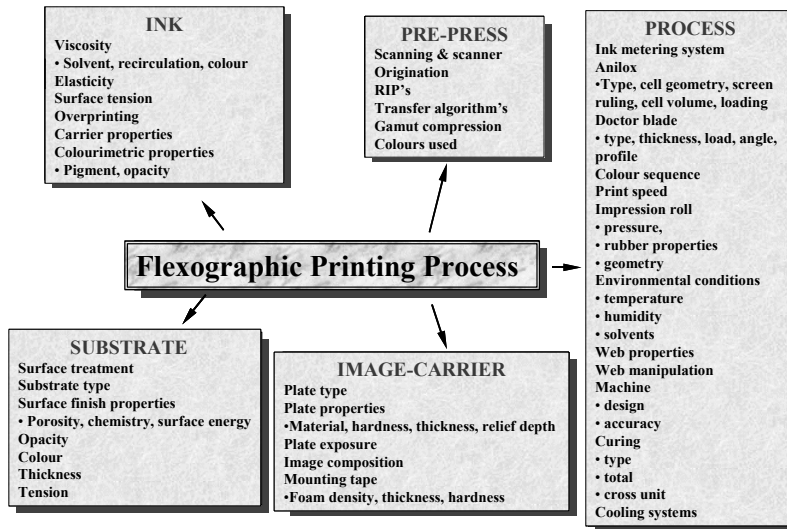 INK
Viscosity
• Solvent, recirculation, colour
Elasticity
Surface tension
Overprinting
Carrier properties
Colourimetric properties
• Pigment, opacity
PRE-PRESS
Scanning & scanner
Origination
RIP's
Transfer algorithm's
Gamut compression
Colours used
PROCESS
Ink metering system
Anilox
•Type, cell geometry, screen
ruling, cell volume, loading
Doctor blade
• type, thickness, load, angle,
profile
Colour sequence
Print speed
Impression roll
• pressure,
• rubber properties
• geometry
Environmental conditions
• temperature
• humidity
• solvents
Web properties
Web manipulation
Machine
• design
• accuracy
Curing
• type
• total
• cross unit
Cooling systems
Flexographic Printing Process
SUBSTRATE
Surface treatment
Substrate type
Surface finish properties
• Porosity, chemistry, surface energy
Opacity
Colour
Thickness
Tension
IMAGE-CARRIER
Plate type
Plate properties
•Material, hardness, thickness, relief depth
Plate exposure
Image composition
Mounting tape
•Foam density, thickness, hardness